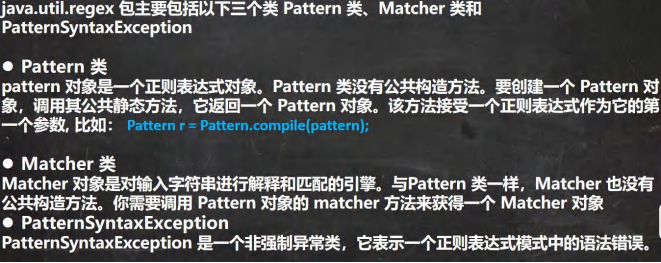 java.util.regex 包主要包括以下三个类 Pattern 类、Matcher 类和
PatternSyntaxException
● Pattern 类
pattern 对象是一个正则表达式对象。Pattern 类没有公共构造方法。要创建一个 Pattern 对
象，调用其公共静态方法，它返回一个 Pattern 对象。该方法接受一个正则表达式作为它的第
一个参数, 比如： Pattern r = Pattern.compile(pattern);
● Matcher 类
Matcher 对象是对输入字符串进行解释和匹配的引擎。与Pattern 类一样，Matcher 也没有
公共构造方法。你需要调用 Pattern 对象的 matcher 方法来获得一个 Matcher 对象
● PatternSyntaxException
PatternSyntaxException 是一个非强制异常类，它表示一个正则表达式模式中的语法错误。